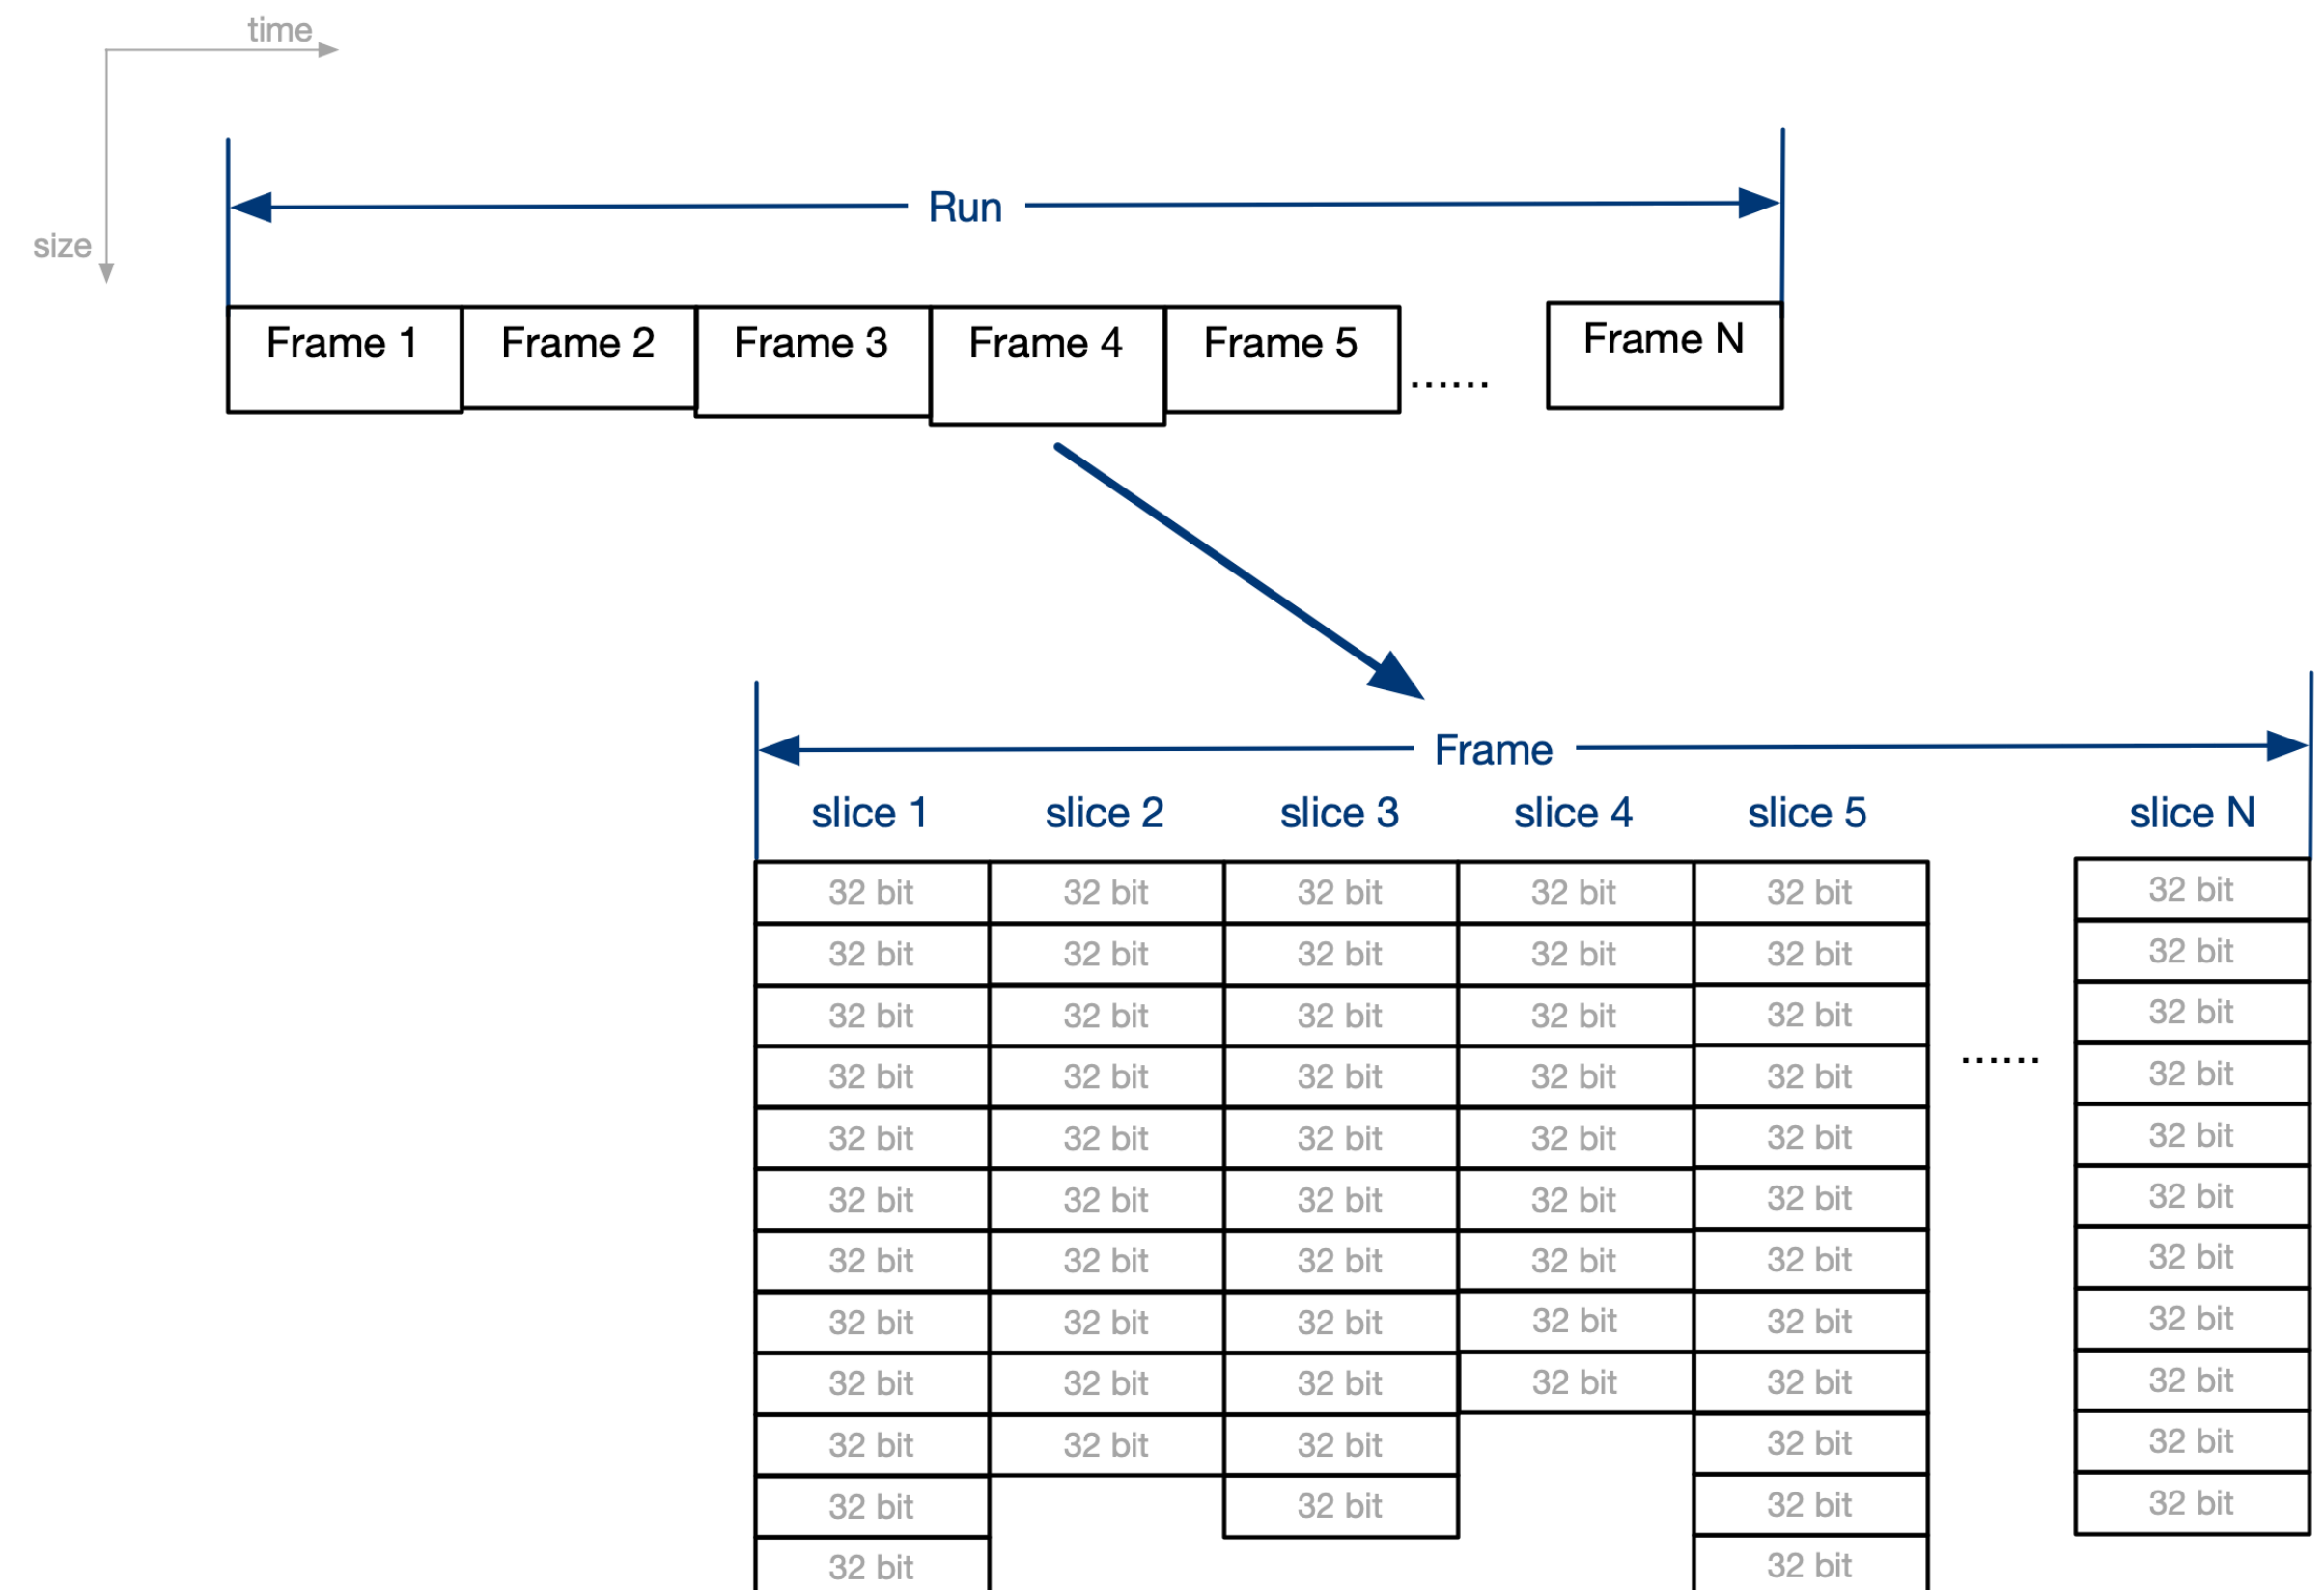 time
size
Run
Frame 1 Frame 2 Frame 3 Frame 4 Frame 5 ...... Frame N
Frame
slice 1 slice 2 slice 3 slice 4 slice 5 slice N
32 bit 32 bit 32 bit 32 bit 32 bit 32 bit
32 bit 32 bit 32 bit 32 bit 32 bit 32 bit
32 bit 32 bit 32 bit 32 bit 32 bit 32 bit
32 bit 32 bit 32 bit 32 bit 32 bit ...... 32 bit
32 bit 32 bit 32 bit 32 bit 32 bit 32 bit
32 bit 32 bit 32 bit 32 bit 32 bit 32 bit
32 bit 32 bit 32 bit 32 bit 32 bit 32 bit
32 bit 32 bit 32 bit 32 bit 32 bit 32 bit
32 bit 32 bit 32 bit 32 bit 32 bit 32 bit
32 bit 32 bit 32 bit 32 bit 32 bit
32 bit 32 bit 32 bit 32 bit
32 bit 32 bit